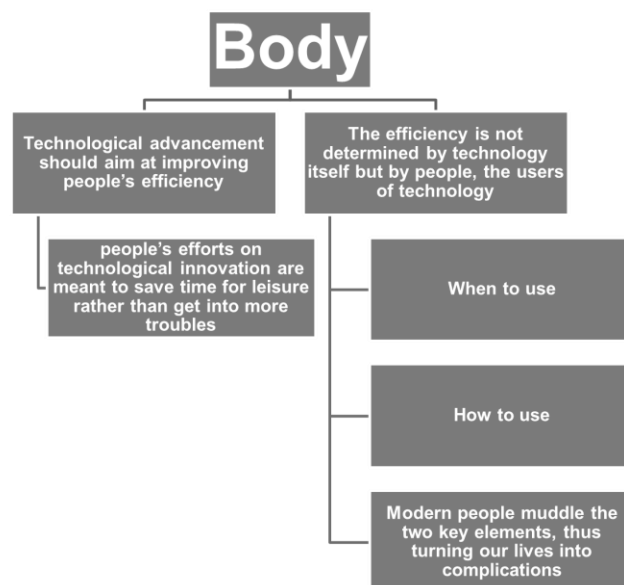 Body
Technological advancement
should aim at improving
people's efficiency
people's efforts on
technological innovation are
meant to save time for leisure
rather than get into more
troubles
The efficiency is not
determined by technology
itself but by people, the users
of technology
When to use
How to use
Modern people muddle the
two key elements, thus
turning our lives into
complications